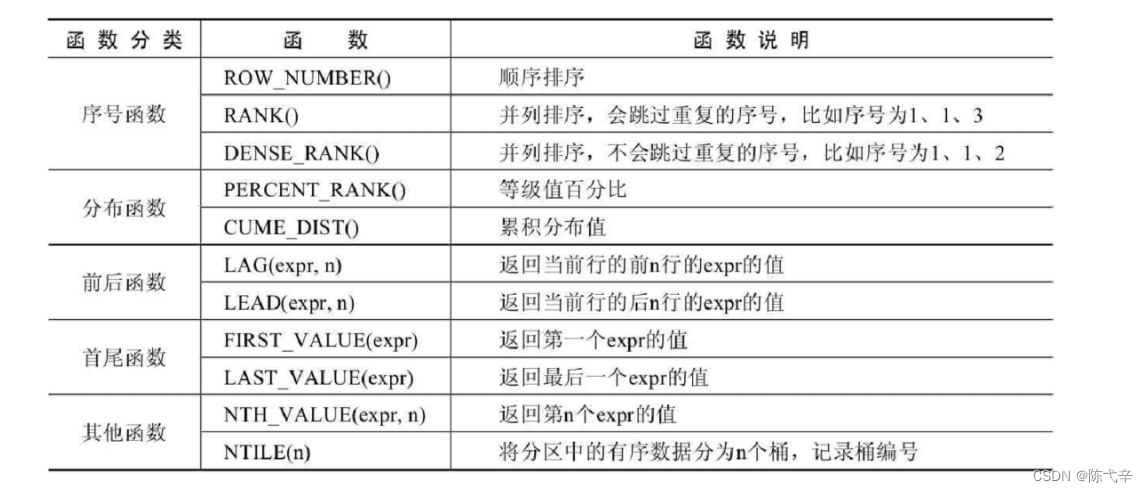 函数分类 函数 函数说明
序号函数 ROW_NUMBER() 顺序排序
RANK() 并列排序，会跳过重复的序号，比如序号为1、1、3
DENSE_RANK() 并列排序，不会跳过重复的序号，比如序号为1、1、2
分布函数 PERCENT_RANK() 等级值百分比
CUME_DIST() 累积分布值
前后函数 LAG(expr, n) 返回当前行的前n行的expr的值
LEAD(expr, n) 返回当前行的后n行的expr的值
首尾函数 FIRST_VALUE(expr) 返回第一个expr的值
LAST_VALUE(expr) 返回最后一个expr的值
其他函数 NTH_VALUE(expr, n) 返回第n个expr的值
NTILE(n) 将分区中的有序数据分为n个桶，记录桶编号
CSDN @陈弋辛